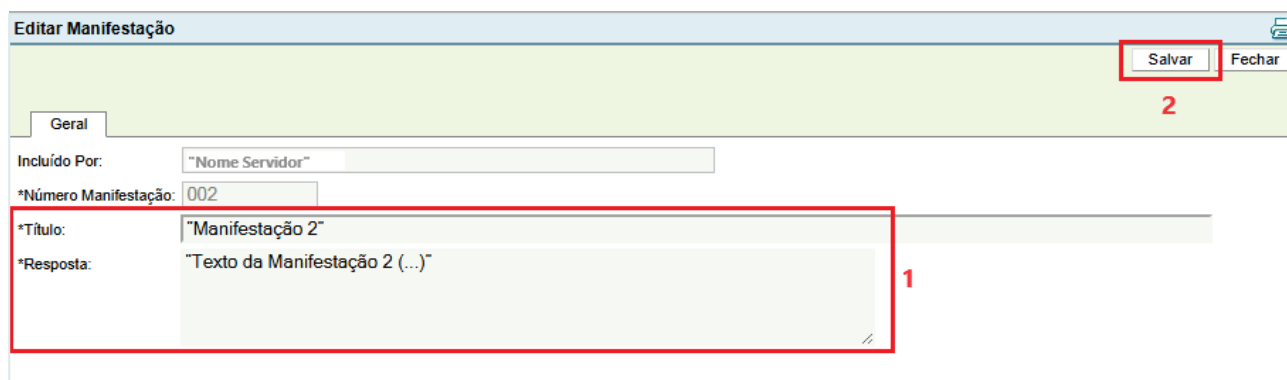 Editar Manifestação
Salvar Fechar
2
Geral
Incluído Por: "Nome Servidor"
*Número Manifestação: 002
*Título: "Manifestação 2"
*Resposta: "Texto da Manifestação 2 (...)"
1